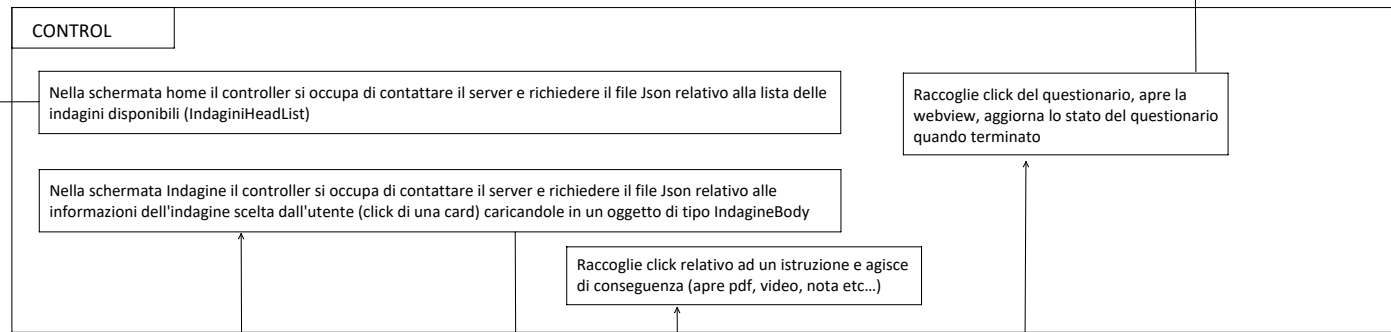 CONTROL
Nella schermata home il controller si occupa di contattare il server e richiedere il file Json relativo alla lista delle
indagini disponibili (IndaginiHeadList)
Raccoglie click del questionario, apre la
webview, aggiorna lo stato del questionario
quando terminato
Nella schermata Indagine il controller si occupa di contattare il server e richiedere il file Json relativo alle
informazioni dell'indagine scelta dall'utente (click di una card) caricandole in un oggetto di tipo IndagineBody
Raccoglie click relativo ad un istruzione e agisce
di conseguenza (apre pdf, video, nota etc…)